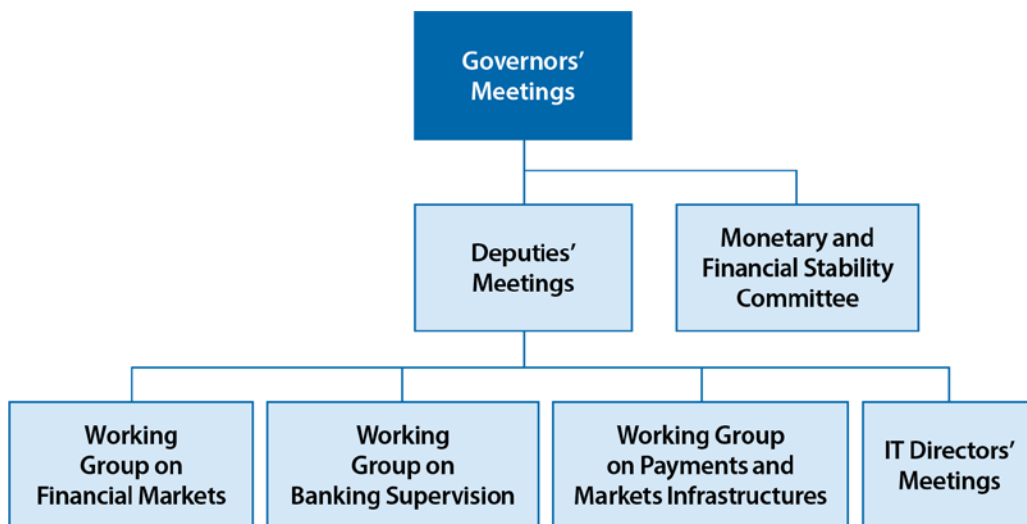 Governors’
Meetings
Deputies’
Meetings
Monetary and
Financial Stability
Committee
Working
Group on
Financial Markets
Working
Group on
Banking Supervision
Working Group
on Payments and
Markets Infrastructures
IT Directors’
Meetings